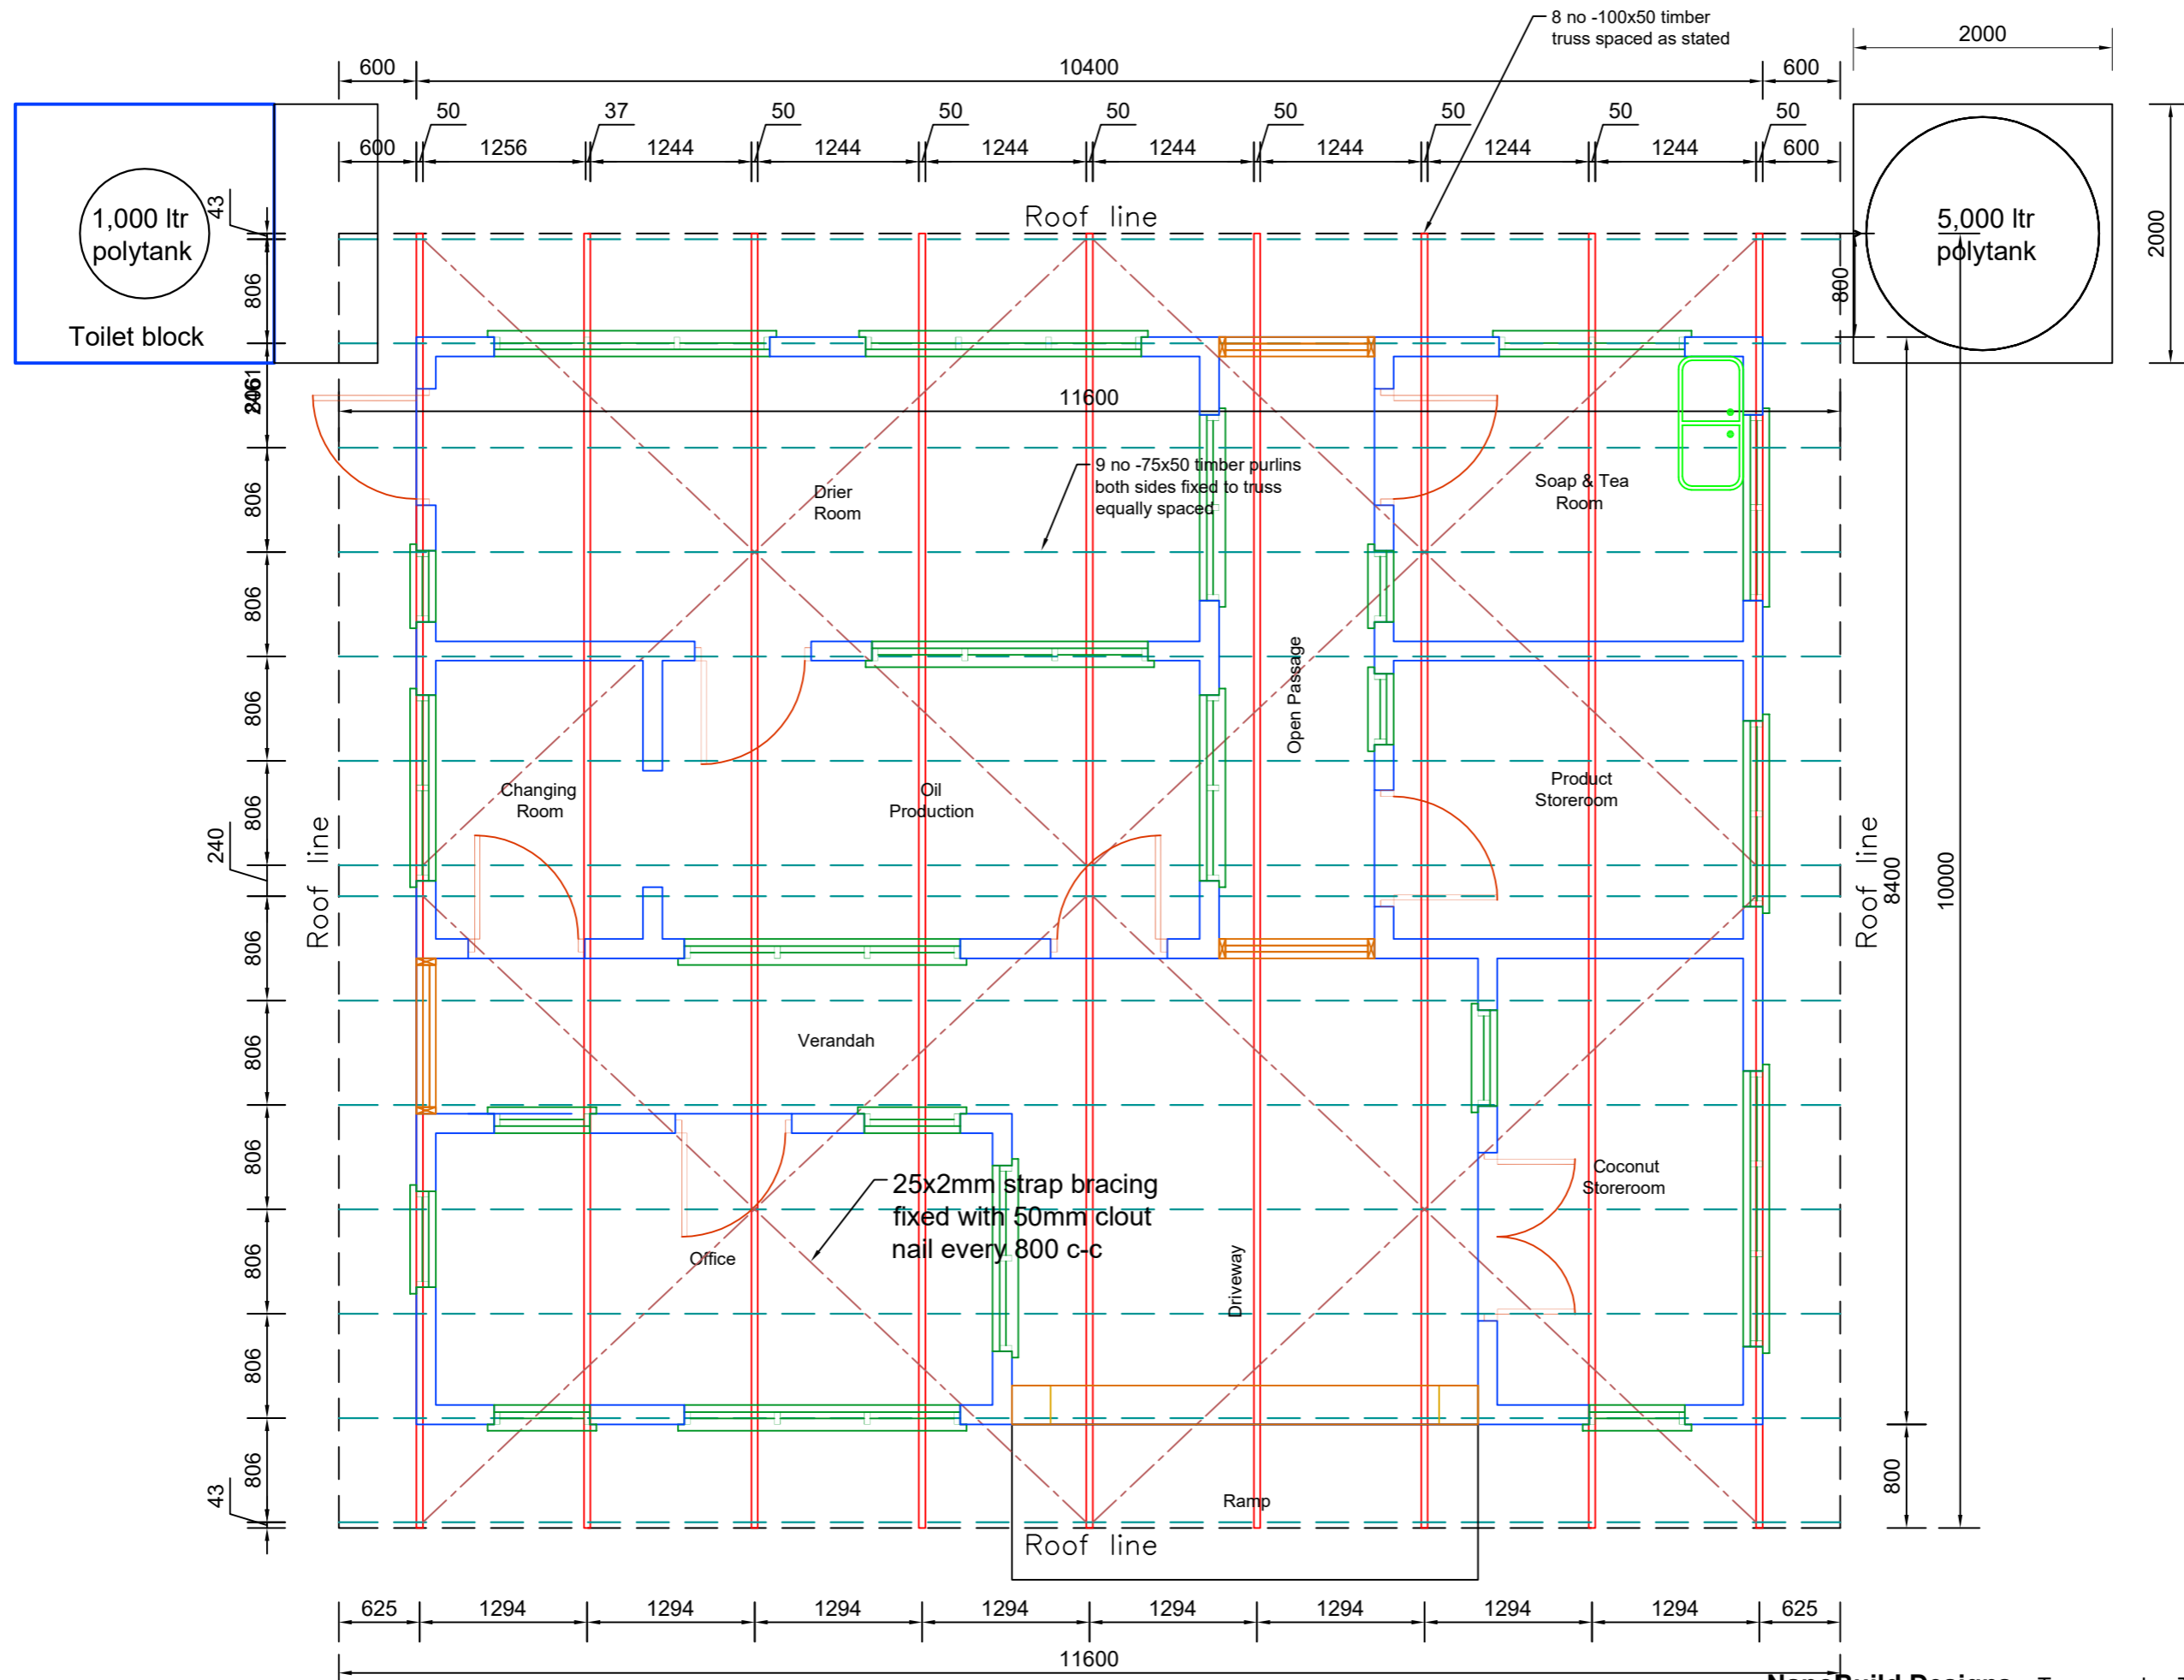 8 no -100x50 timber
truss spaced as stated
2000
600
10400
600
50
37
50
50
50
50
50
50
50
600
1256
1244
1244
1244
1244
1244
1244
1244
600
2000
43
Roof line
1,000 ltr
polytank
Toilet block
5,000 ltr
polytank
806
800
11600
9 no -75x50 timber purlins
both sides fixed to truss
equally spaced
Drier
Room
Soap & Tea
Room
806
806
806
Open Passage
806
Changing
Room
Oil
Production
Product
Storeroom
240
Roof line
Roof line
8400
10000
806
806
Verandah
806
Coconut
Storeroom
25x2mm strap bracing
fixed with 50mm clout
nail every 800 c-c
Office
Driveway
806
806
806
43
800
Ramp
Roof line
625
1294
1294
1294
1294
1294
1294
1294
1294
625
11600